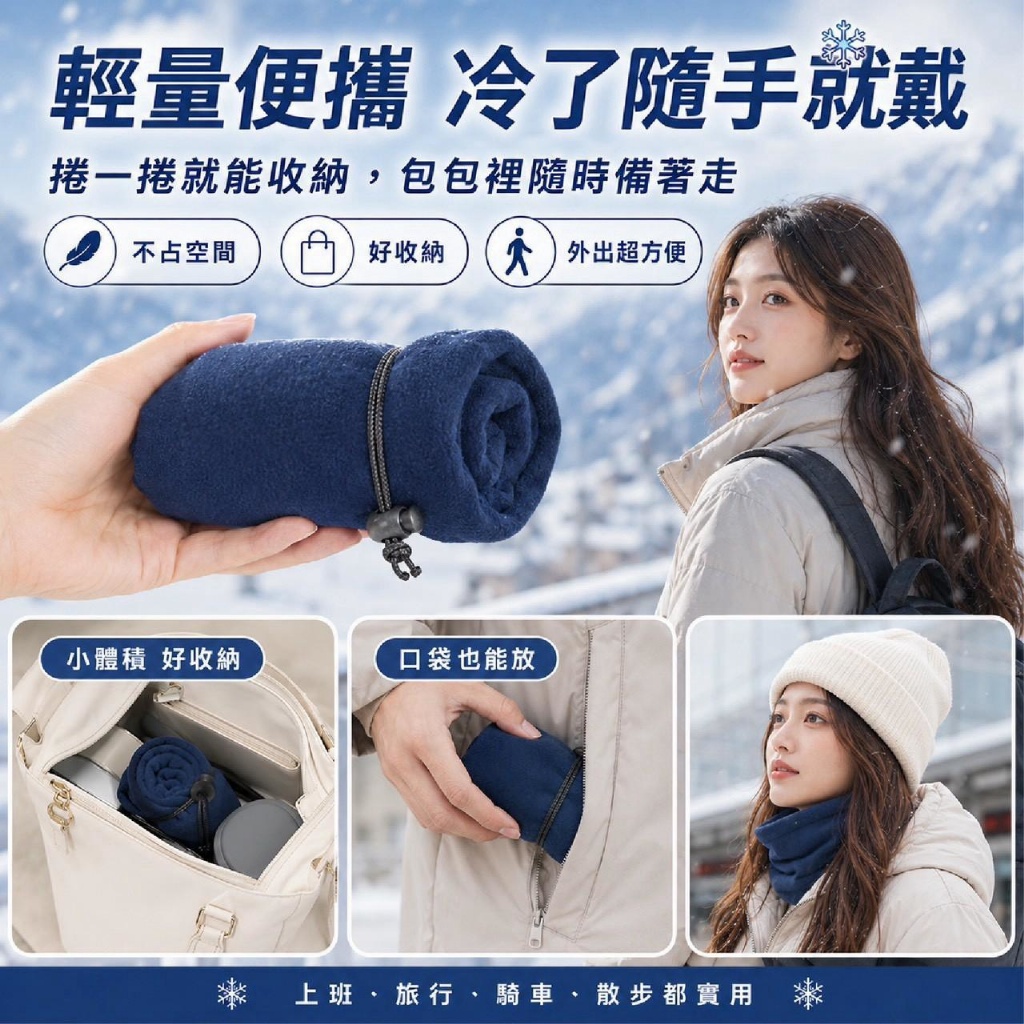 輕量便攜 冷了隨手就戴
捲一捲就能收納，包包裡隨時備著走
不占空間
好收納
外出超方便
小體積 好收納
口袋也能放
上班、旅行、騎車、散步都實用